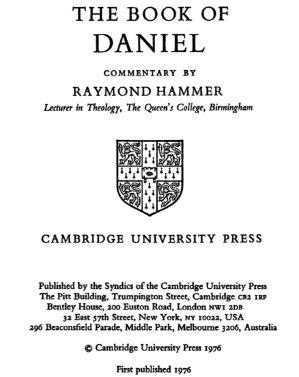 THE BOOK OF
DANIEL
COMMENTARY BY
RAYMOND HAMMER
Lecturer in Theology, The Queen's College, Birmingham
CAMBRIDGE UNIVERSITY PRESS
Published by the Syndics of the Cambridge University Press
The Pitt Building, Trumpington Street, Cambridge CB2 1RP
Bentley House, 200 Euston Road, London NW1 2DB
32 East 57th Street, New York, NY 10022, USA
296 Beaconsfield Parade, Middle Park, Melbourne 3206, Australia
© Cambridge University Press 1976
First published 1976